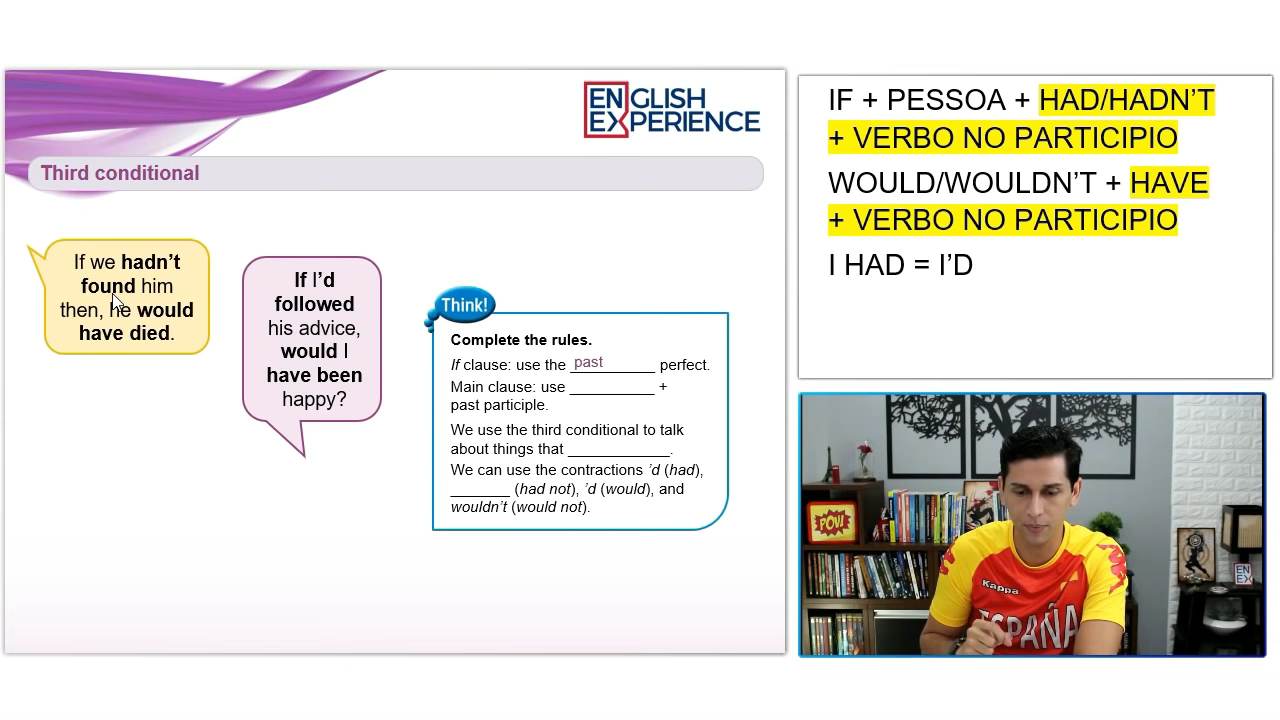 ENGLISH
EXPERIENCE
Third conditional
If we hadn't
found him
then, he would
have died.
If I'd
followed
his advice,
would I
have been
happy?
Think!
Complete the rules.
If clause: use the past perfect.
Main clause: use __________ +
past participle.
We use the third conditional to talk
about things that ____________.
We can use the contractions 'd (had),
_______ (had not), 'd (would), and
wouldn't (would not).
IF + PESSOA + HAD/HADN'T
+ VERBO NO PARTICIPIO
WOULD/WOULDN'T + HAVE
+ VERBO NO PARTICIPIO
I HAD = I'D
POW!
Kappa
ESPAÑA
EN
EX